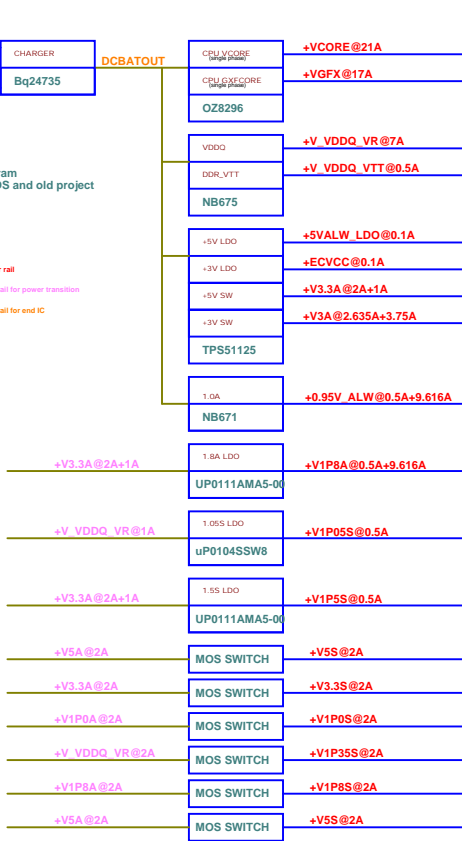 CHARGER
Bq24735
DCBATOUT
CPU_VCORE
(single phase)
CPU_GXFCORE
(single phase)
OZ8296
+VCORE@21A
+VGFX@17A
VDDQ
DDR_VTT
NB675
+V_VDDQ_VR@7A
+V_VDDQ_VTT@0.5A
ram
OS and old project
r rail
rail for power transition
rail for end IC
+5V LDO
+3V LDO
+5V SW
+3V SW
TPS51125
+5VALW_LDO@0.1A
+ECVCC@0.1A
+V3.3A@2A+1A
+V3A@2.635A+3.75A
1.0A
NB671
+0.95V_ALW@0.5A+9.616A
+V3.3A@2A+1A
1.8A LDO
UP0111AMA5-00
+V1P8A@0.5A+9.616A
+V_VDDQ_VR@1A
1.05S LDO
uP0104SSW8
+V1P05S@0.5A
+V3.3A@2A+1A
1.5S LDO
UP0111AMA5-00
+V1P5S@0.5A
+V5A@2A
MOS SWITCH
+V5S@2A
+V3.3A@2A
MOS SWITCH
+V3.3S@2A
+V1P0A@2A
MOS SWITCH
+V1P0S@2A
+V_VDDQ_VR@2A
MOS SWITCH
+V1P35S@2A
+V1P8A@2A
MOS SWITCH
+V1P8S@2A
+V5A@2A
MOS SWITCH
+V5S@2A